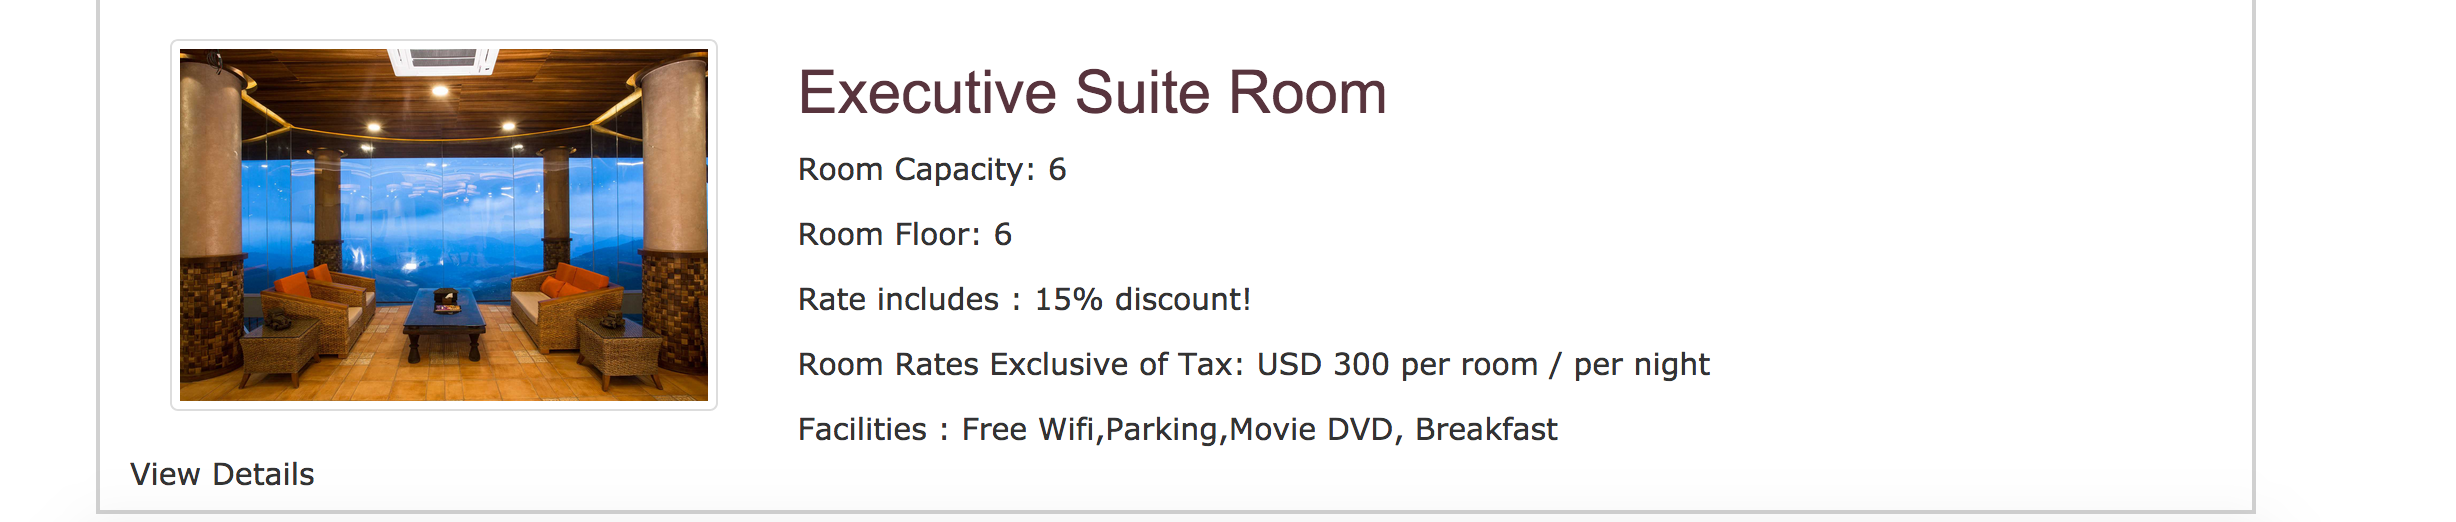 Executive Suite Room
Room Capacity: 6
Room Floor: 6
Rate includes : 15% discount!
Room Rates Exclusive of Tax: USD 300 per room / per night
Facilities : Free Wifi,Parking,Movie DVD, Breakfast
View Details